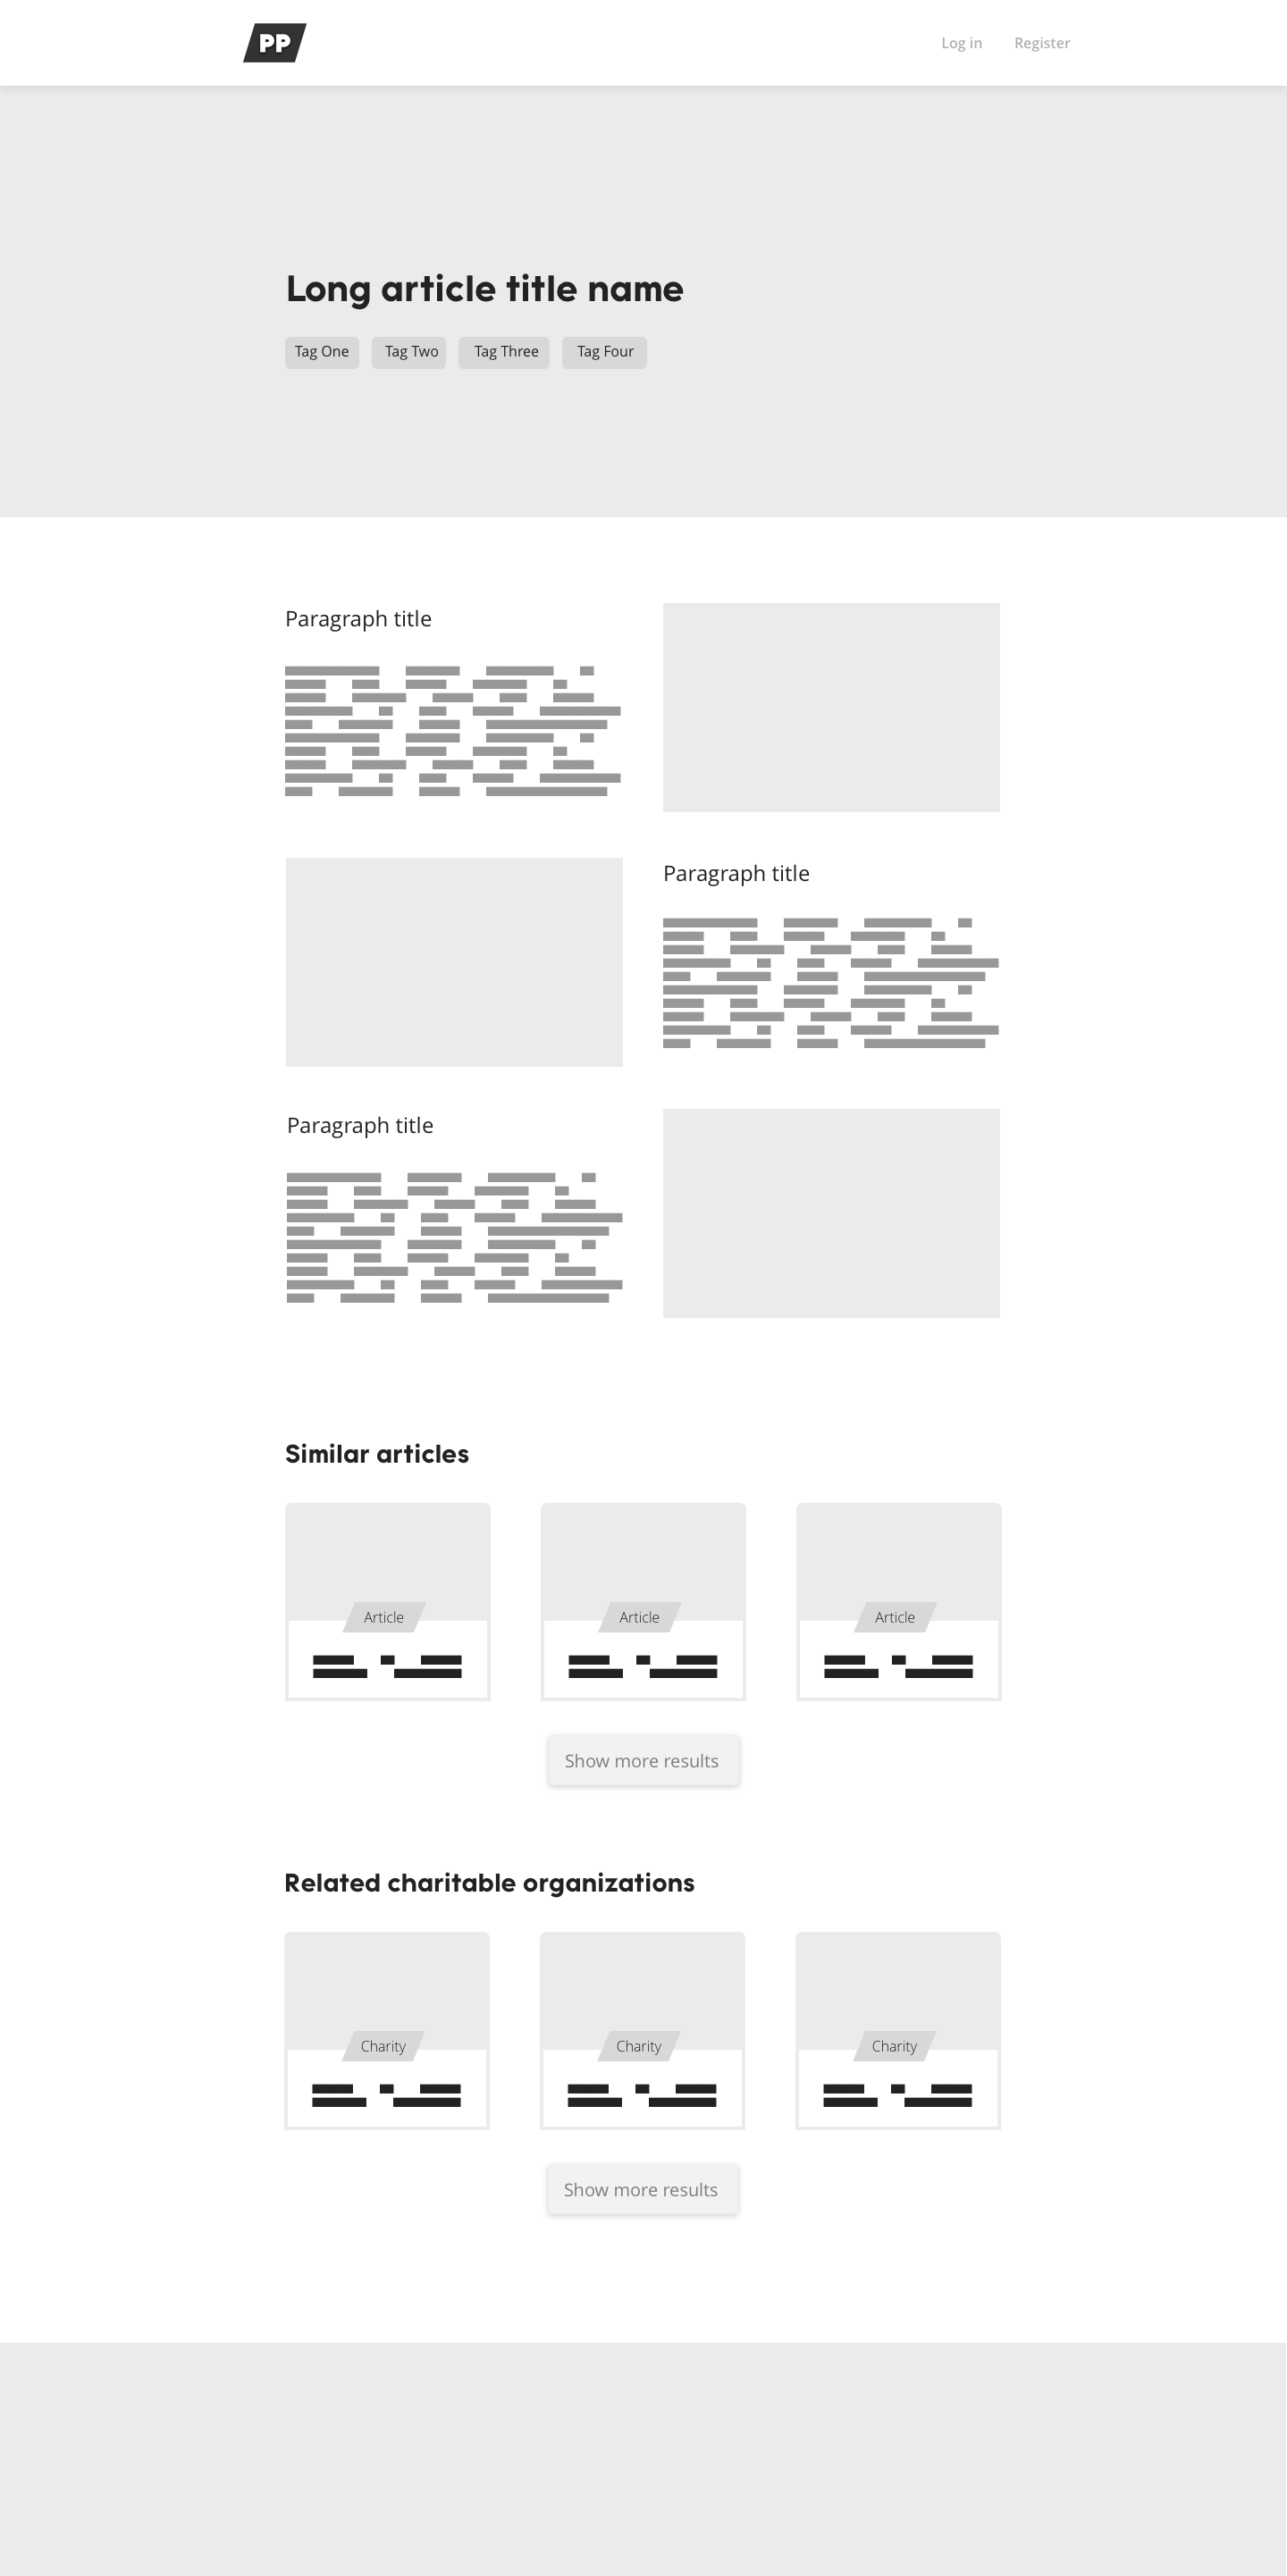 PP
Log in Register
Long article title name
Tag One Tag Two Tag Three Tag Four
Paragraph title
Paragraph title
Paragraph title
Similar articles
Article Article Article
Show more results
Related charitable organizations
Charity Charity Charity
Show more results